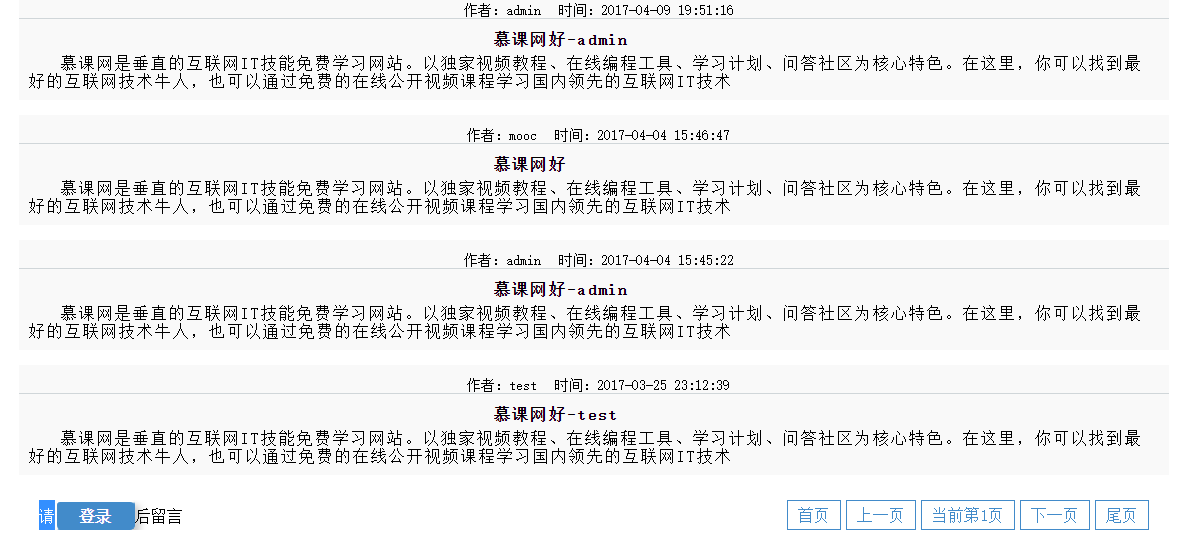 作者：admin 时间：2017-04-09 19:51:16
慕课网好-admin
慕课网是垂直的互联网IT技能免费学习网站。以独家视频教程、在线编程工具、学习计划、问答社区为核心特色。在这里，你可以找到最
好的互联网技术牛人，也可以通过免费的在线公开视频课程学习国内领先的互联网IT技术
作者：mooc 时间：2017-04-04 15:46:47
慕课网好
慕课网是垂直的互联网IT技能免费学习网站。以独家视频教程、在线编程工具、学习计划、问答社区为核心特色。在这里，你可以找到最
好的互联网技术牛人，也可以通过免费的在线公开视频课程学习国内领先的互联网IT技术
作者：admin 时间：2017-04-04 15:45:22
慕课网好-admin
慕课网是垂直的互联网IT技能免费学习网站。以独家视频教程、在线编程工具、学习计划、问答社区为核心特色。在这里，你可以找到最
好的互联网技术牛人，也可以通过免费的在线公开视频课程学习国内领先的互联网IT技术
作者：test 时间：2017-03-25 23:12:39
慕课网好-test
慕课网是垂直的互联网IT技能免费学习网站。以独家视频教程、在线编程工具、学习计划、问答社区为核心特色。在这里，你可以找到最
好的互联网技术牛人，也可以通过免费的在线公开视频课程学习国内领先的互联网IT技术
请 登录 后留言 首页 上一页 当前第1页 下一页 尾页